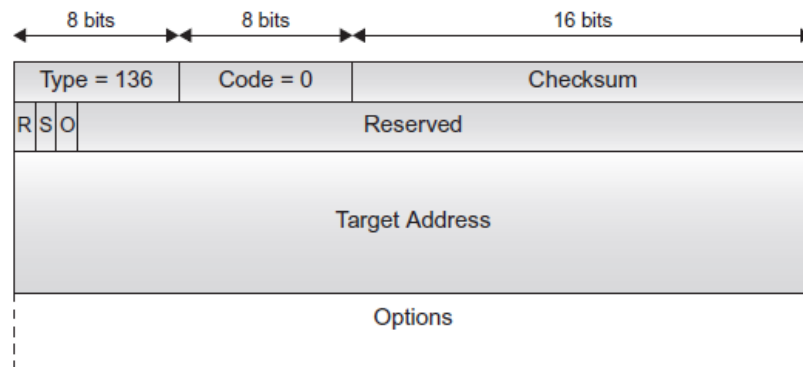 8 bits 8 bits 16 bits
Type = 136 Code = 0 Checksum
R S O Reserved
Target Address
Options